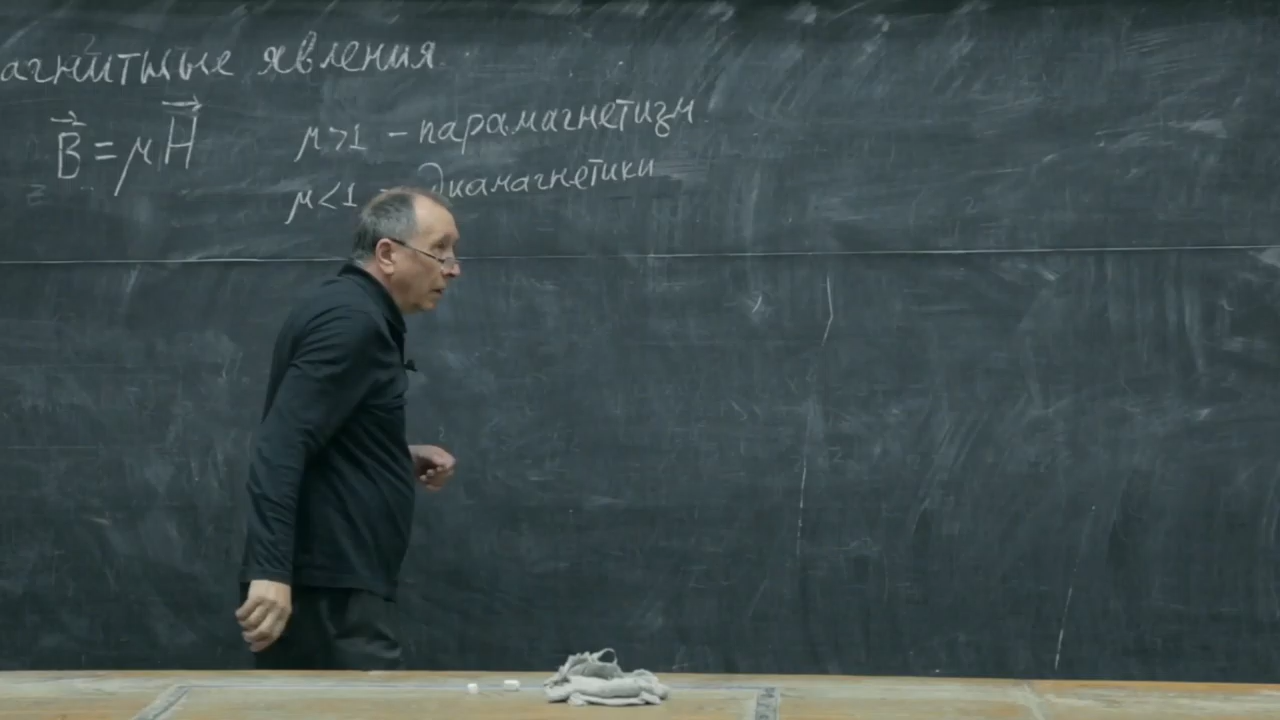 агнитные явления
B⃗ = μH⃗
μ>1 – парамагнетизм
μ<1 – диамагнетики